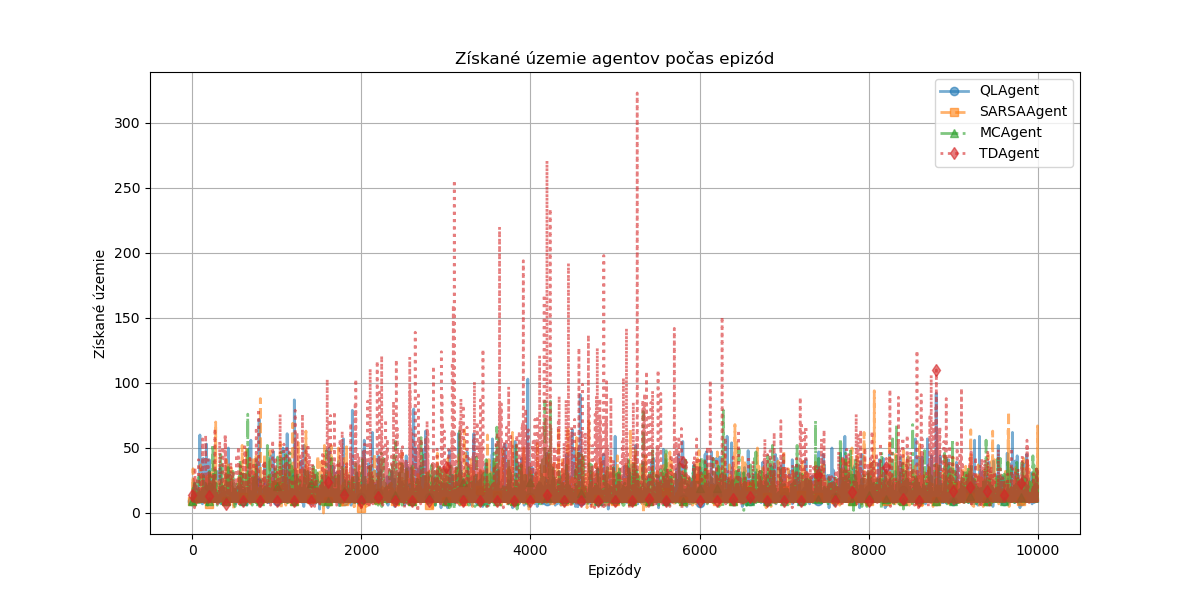 Získané územie agentov počas epizód
QLAgent
SARSAAgent
MCAgent
TDAgent
300
250
200
150
100
50
0
Získané územie
0 2000 4000 6000 8000 10000
Epizódy